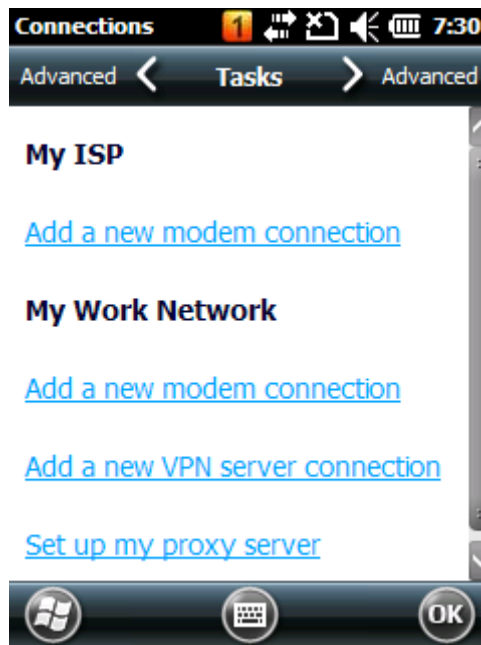 Connections 1 7:30
Advanced Tasks Advanced
My ISP
Add a new modem connection
My Work Network
Add a new modem connection
Add a new VPN server connection
Set up my proxy server
OK